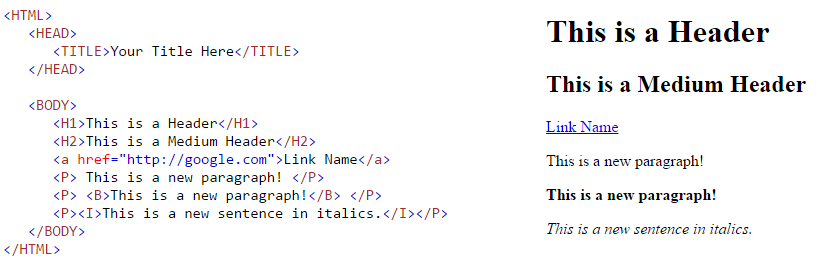 <HTML>
<HEAD>
<TITLE>Your Title Here</TITLE>
</HEAD>
<BODY>
<H1>This is a Header</H1>
<H2>This is a Medium Header</H2>
<a href="http://google.com">Link Name</a>
<P> This is a new paragraph! </P>
<P> <B>This is a new paragraph!</B> </P>
<P><I>This is a new sentence in italics.</I></P>
</BODY>
</HTML>
This is a Header
This is a Medium Header
Link Name
This is a new paragraph!
This is a new paragraph!
This is a new sentence in italics.